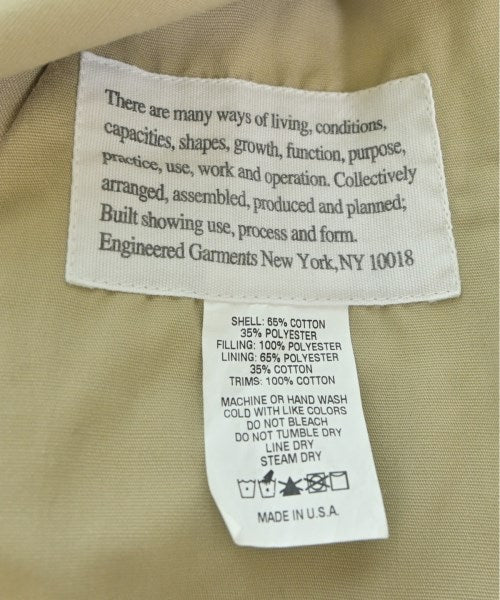 There are many ways of living, conditions,
capacities, shapes, growth, function, purpose,
practice, use, work and operation. Collectively
arranged, assembled, produced and planned;
Built showing use, process and form.
Engineered Garments New York, NY 10018
SHELL: 65% COTTON
35% POLYESTER
FILLING: 100% POLYESTER
LINING: 65% POLYESTER
35% COTTON
TRIMS: 100% COTTON
MACHINE OR HAND WASH
COLD WITH LIKE COLORS
DO NOT BLEACH
DO NOT TUMBLE DRY
LINE DRY
STEAM DRY
MADE IN U.S.A.